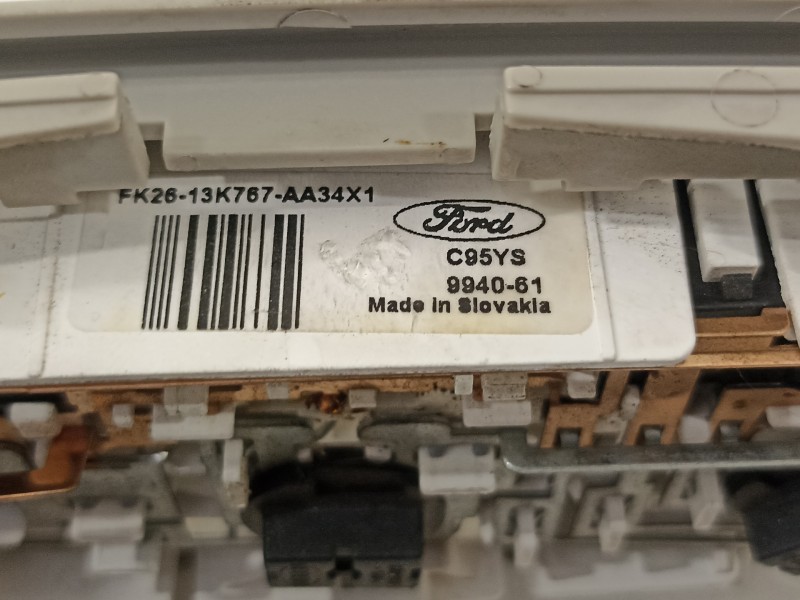 FK26-13K767-AA34X1
Ford
C95YS
9940-61
Made in Slovakia